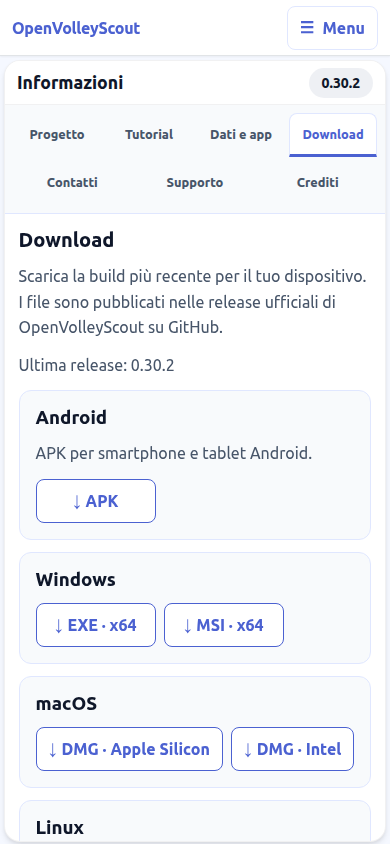 OpenVolleyScout
☰ Menu
Informazioni
0.30.2
Progetto
Tutorial
Dati e app
Download
Contatti
Supporto
Crediti
Download
Scarica la build più recente per il tuo dispositivo.
I file sono pubblicati nelle release ufficiali di
OpenVolleyScout su GitHub.
Ultima release: 0.30.2
Android
APK per smartphone e tablet Android.
↓ APK
Windows
↓ EXE · x64
↓ MSI · x64
macOS
↓ DMG · Apple Silicon
↓ DMG · Intel
Linux